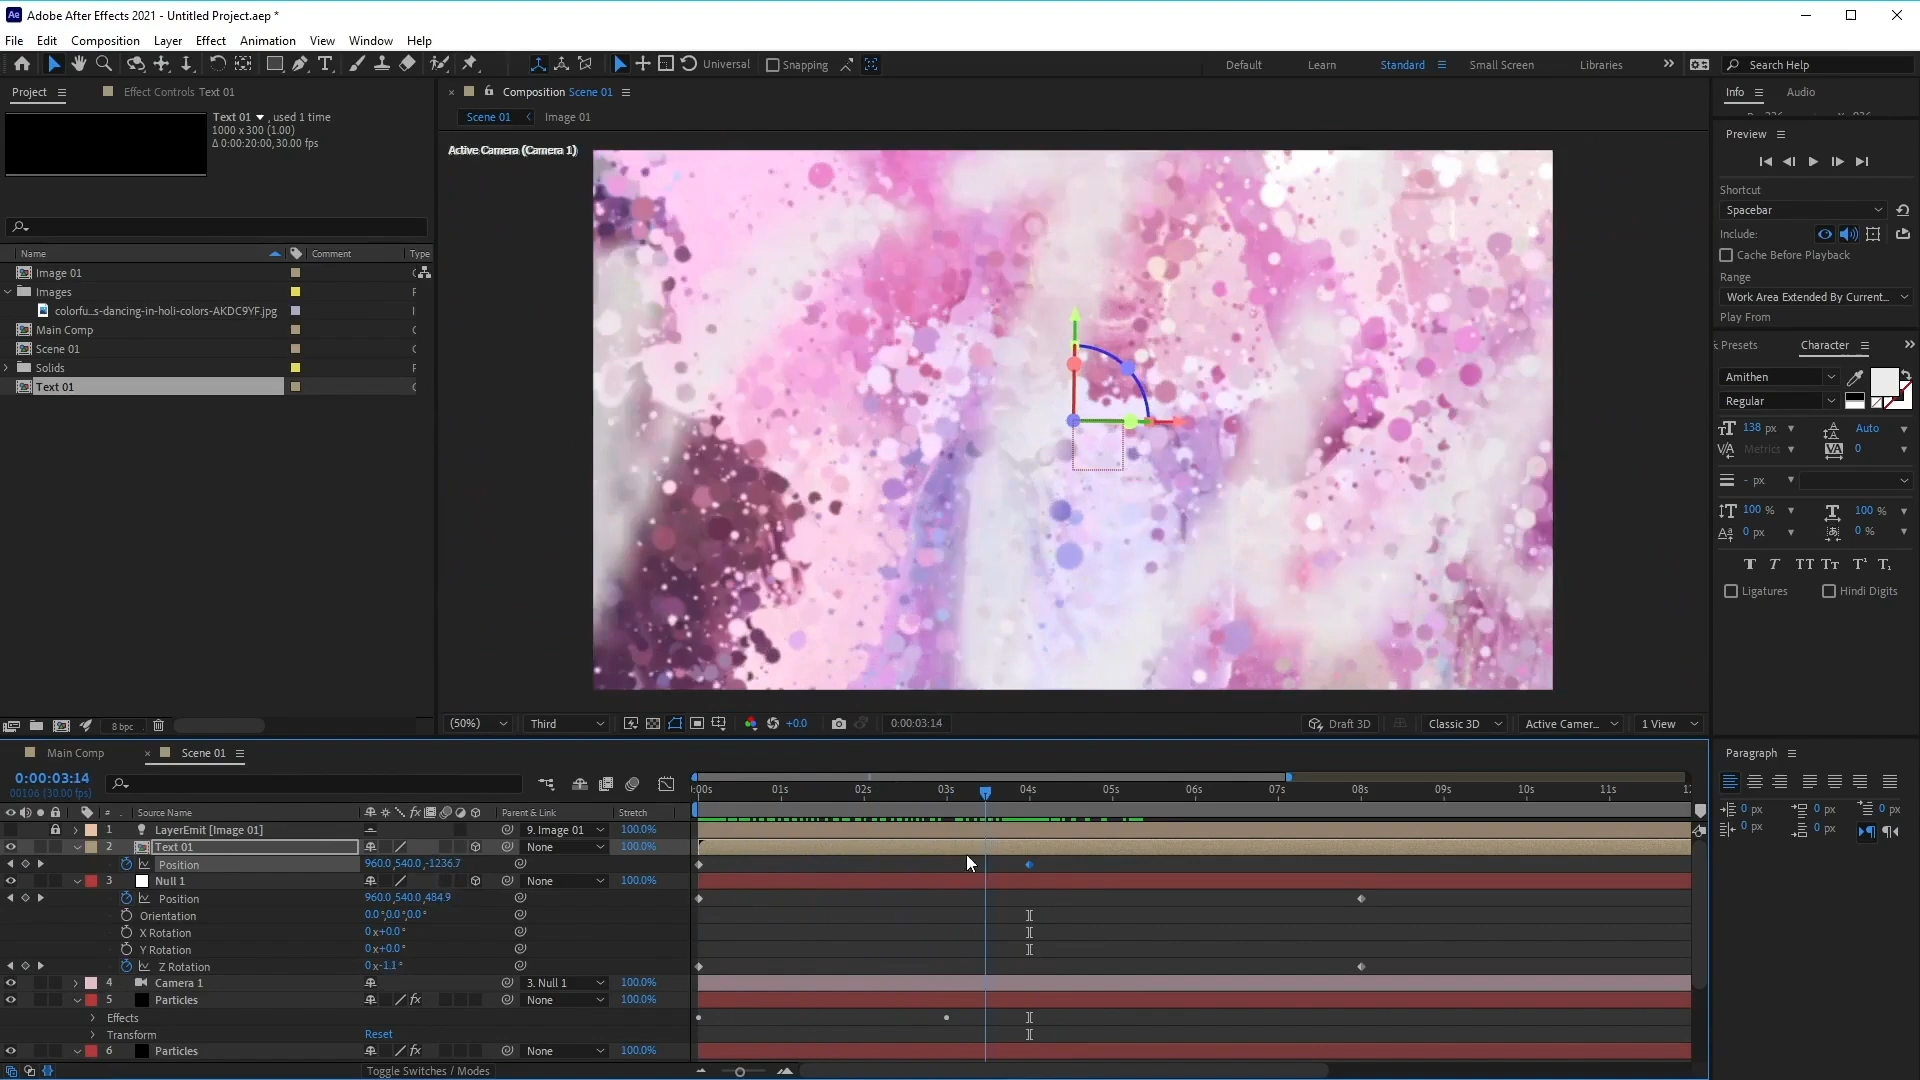 Adobe After Effects 2021 - Untitled Project.aep *
File Edit Composition Layer Effect Animation View Window Help
Universal Snapping Default Learn Standard Small Screen Libraries Search Help
Project Effect Controls Text 01
Text 01 , used 1 time
1000 x 300 (1.00)
Δ 0:00:20:00, 30.00 fps
Name Comment Type
Image 01
Images
colorfu...s-dancing-in-holi-colors-AKDC9YF.jpg
Main Comp
Scene 01
Solids
Text 01
8 bpc
Composition Scene 01
Scene 01 Image 01
Active Camera (Camera 1)
(50%) Third +0.0 0:00:03:14 Draft 3D Classic 3D Active Camer... 1 View
Info Audio
Preview
Shortcut
Spacebar
Include:
Cache Before Playback
Range
Work Area Extended By Current...
Play From
Presets Character
Amithen
Regular
138 px Auto
Metrics 0
- px
100 % 100 %
0 px 0 %
T T TT Tt T¹ T₁
Ligatures Hindi Digits
Paragraph
0 px 0 px 0 px
0 px 0 px
Main Comp Scene 01
0:00:03:14
00106 (30.00 fps)
:00s 01s 02s 03s 04s 05s 06s 07s 08s 09s 10s 11s 12
# Source Name fx Parent & Link Stretch
1 LayerEmit [Image 01] 9. Image 01 100.0%
2 Text 01 None 100.0%
Position 960.0,540.0,-1236.7
3 Null 1 None 100.0%
Position 960.0,540.0,484.9
Orientation 0.0°,0.0°,0.0°
X Rotation 0x+0.0°
Y Rotation 0x+0.0°
Z Rotation 0x-1.1°
4 Camera 1 3. Null 1 100.0%
5 Particles fx None 100.0%
Effects
Transform Reset
6 Particles fx None 100.0%
Toggle Switches / Modes